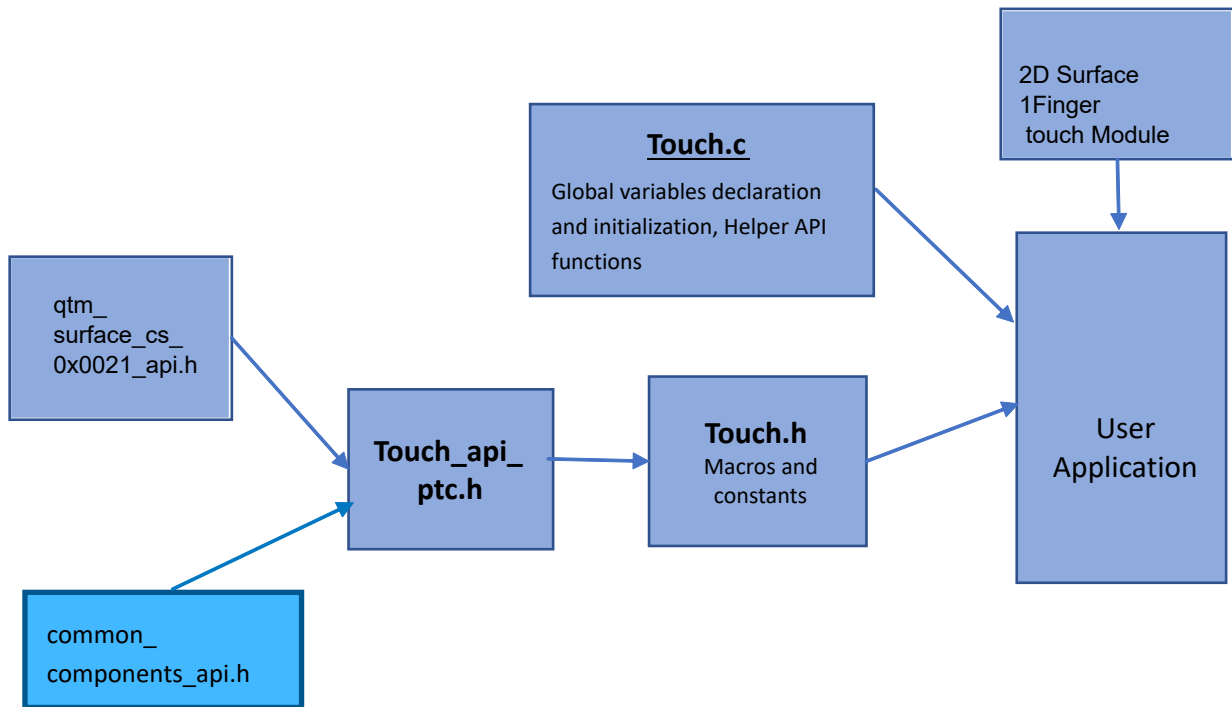 2D Surface
1Finger
touch Module
Touch.c
Global variables declaration
and initialization, Helper API
functions
qtm_
surface_cs_
0x0021_api.h
Touch_api_
ptc.h
Touch.h
Macros and
constants
User
Application
common_
components_api.h